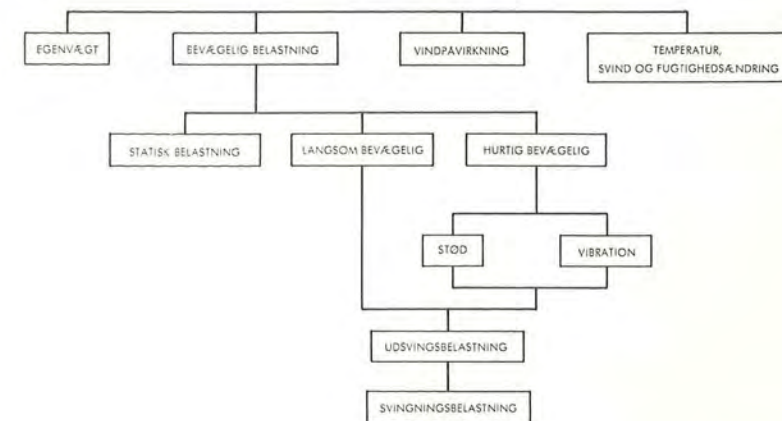 EGENVÆGT
BEVÆGELIG BELASTNING
VINDPÅVIRKNING
TEMPERATUR,
SVIND OG FUGTIGHEDSÆNDRING
STATISK BELASTNING
LANGSOM BEVÆGELIG
HURTIG BEVÆGELIG
STØD
VIBRATION
UDSVINGSBELASTNING
SVINGNINGSBELASTNING